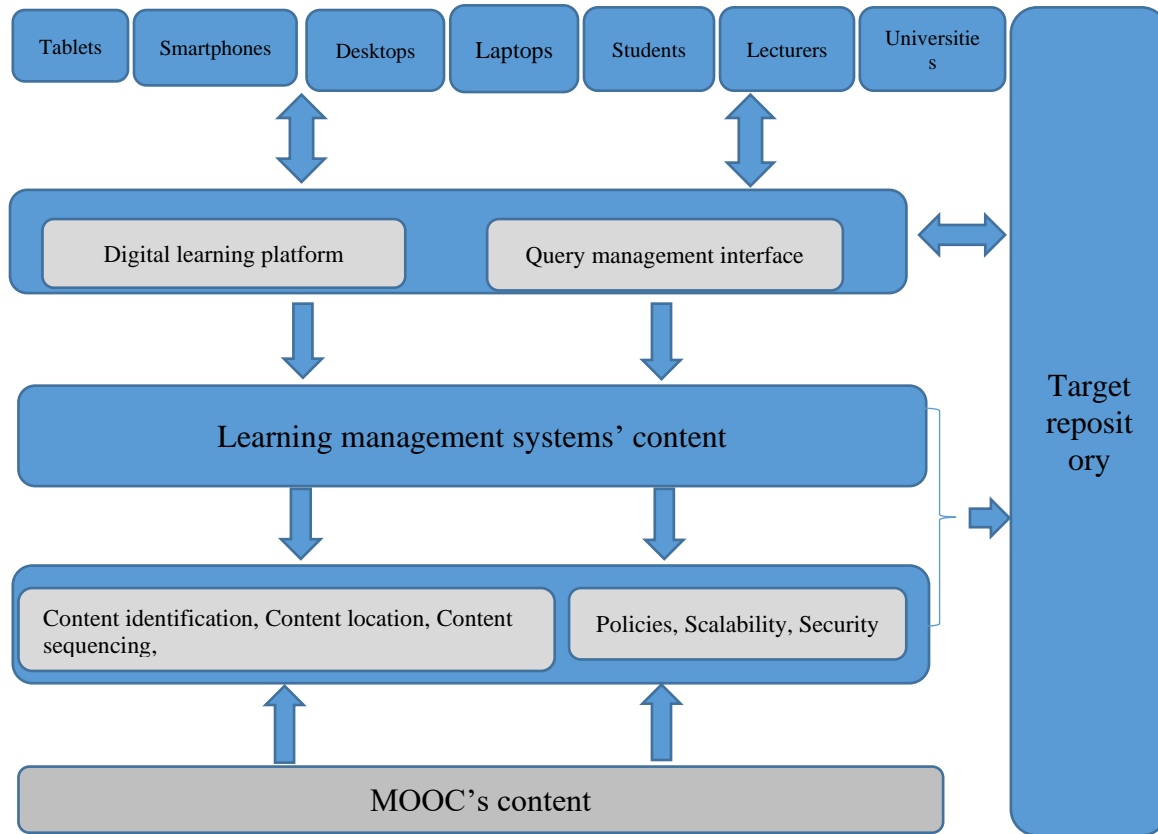 Tablets
Smartphones
Desktops
Laptops
Students
Lecturers
Universitie
s
Digital learning platform
Query management interface
Learning management systems’ content
Target
reposit
ory
Content identification, Content location, Content
sequencing,
Policies, Scalability, Security
MOOC’s content